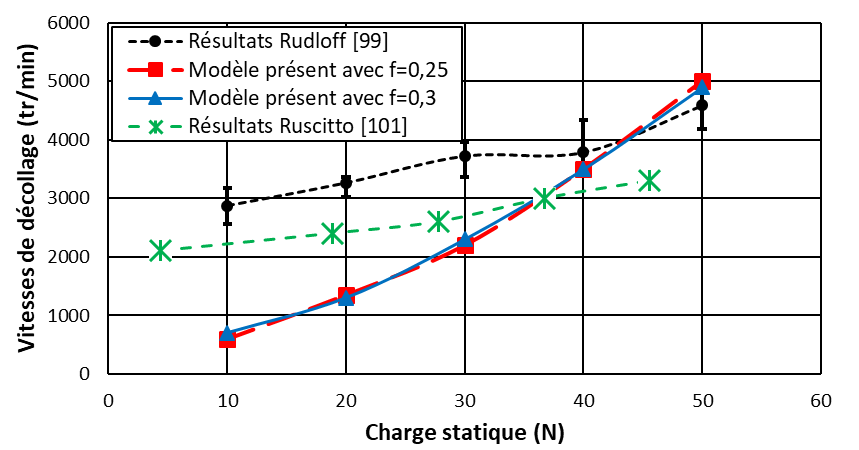 6000
5000
4000
3000
2000
1000
0
Vitesses de décollage (tr/min)
Résultats Rudloff [99]
Modèle présent avec f=0,25
Modèle présent avec f=0,3
Résultats Ruscitto [101]
0 10 20 30 40 50 60
Charge statique (N)